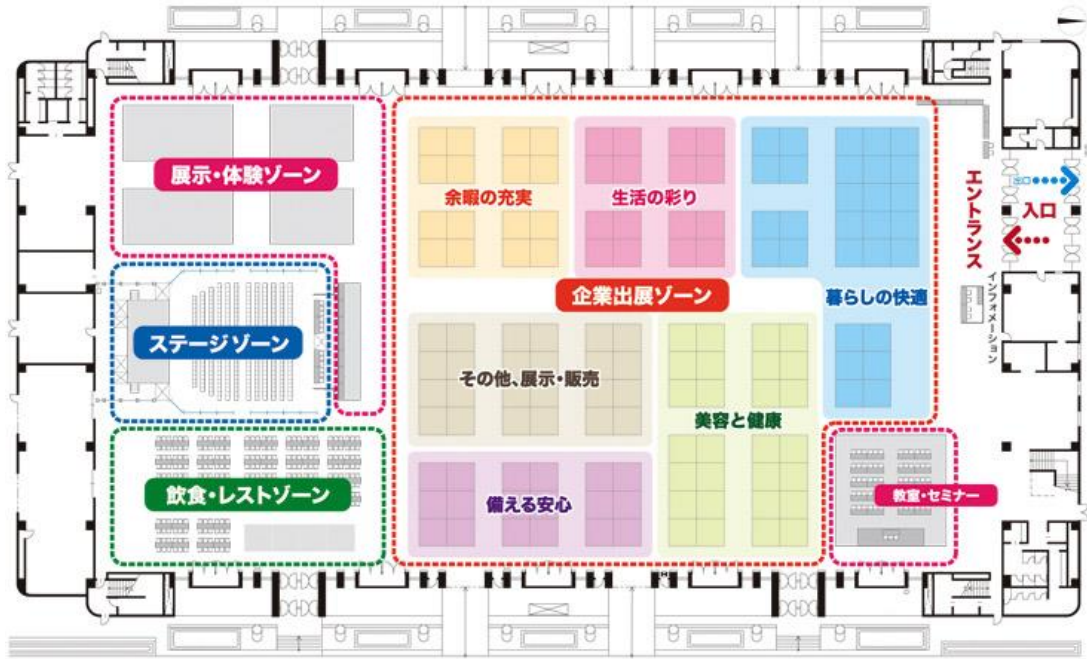 展示・体験ゾーン
余暇の充実
生活の彩り
エントランス
出口
入口
企業出展ゾーン
暮らしの快適
インフォメーション
ステージゾーン
その他、展示・販売
美容と健康
飲食・レストゾーン
備える安心
教室・セミナー